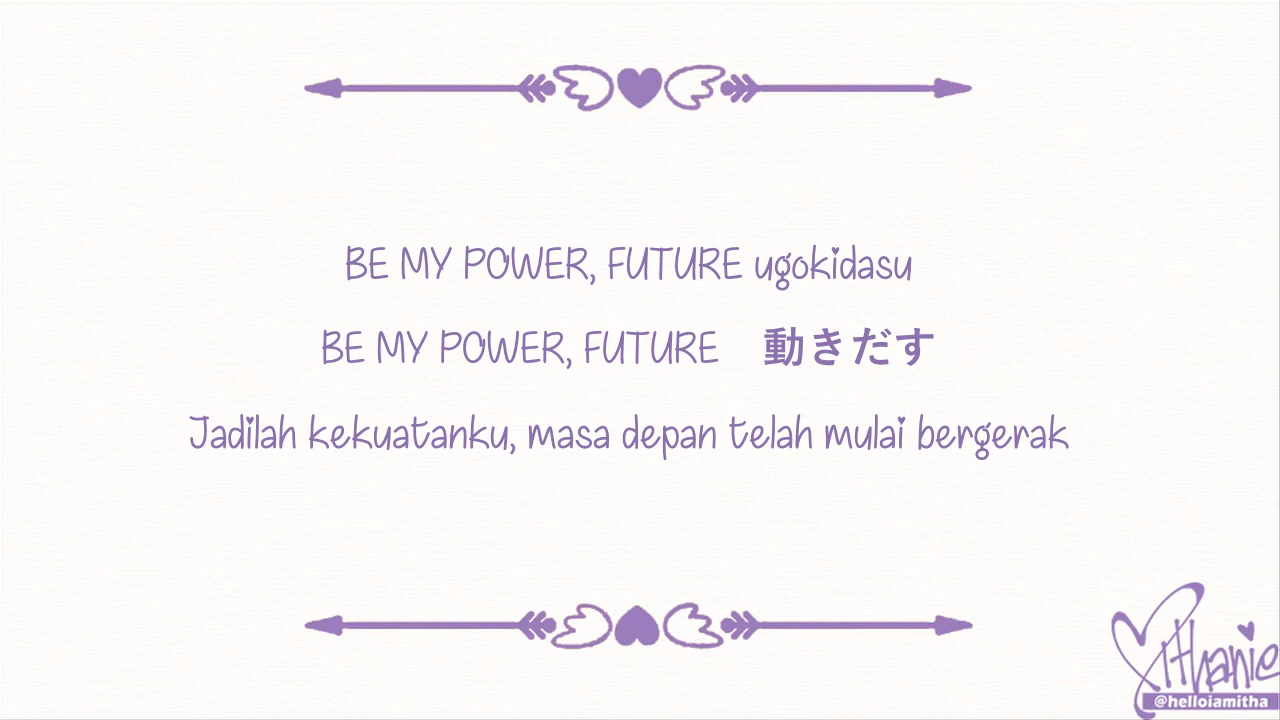 BE MY POWER, FUTURE ugokidasu
BE MY POWER, FUTURE　動きだす
Jadilah kekuatanku, masa depan telah mulai bergerak
Mithanie
@helloiamitha